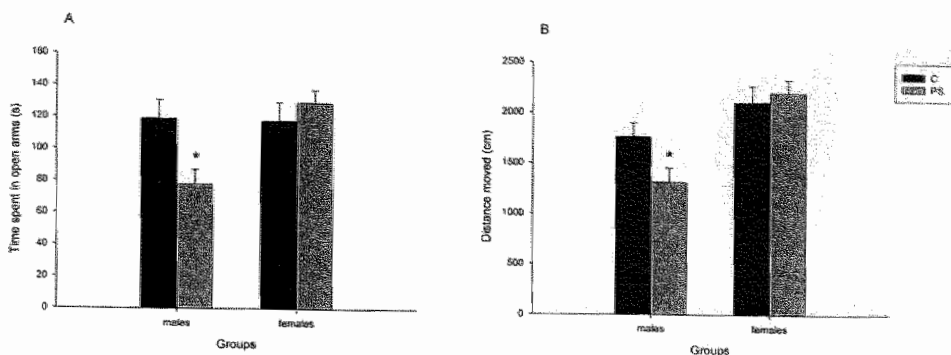 A
Time spent in open arms (s)
160
140
120
100
80
60
40
20
0
*
males
females
Groups
B
Distance moved (cm)
2500
2000
1500
1000
500
0
*
males
females
Groups
C
PS